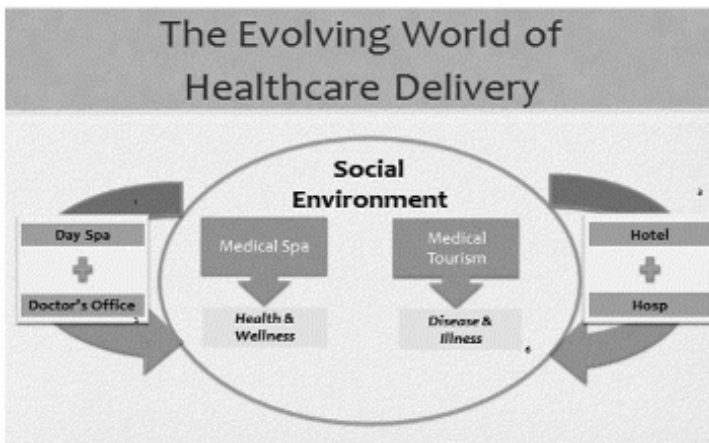 The Evolving World of
Healthcare Delivery
Social
Environment
Day Spa
Doctor's Office
Medical Spa
Health &
Wellness
Medical
Tourism
Disease &
Illness
Hotel
Hosp